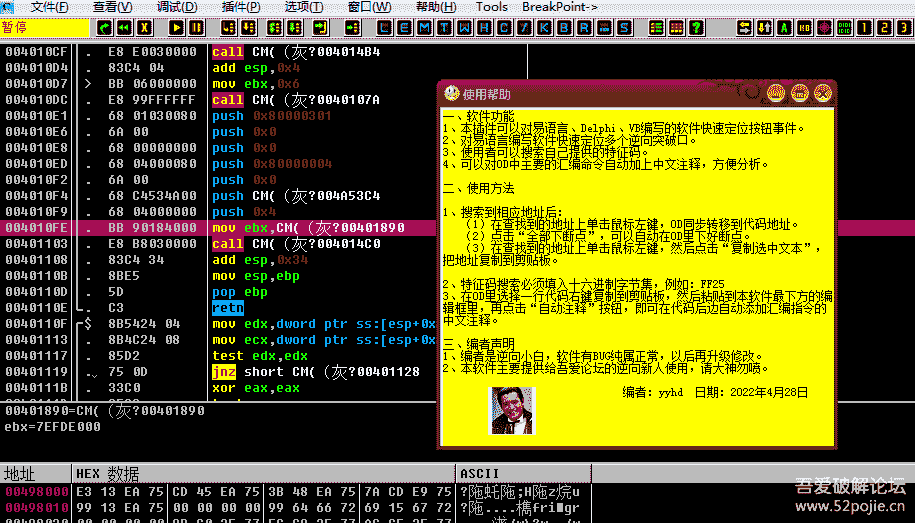 文件(F) 查看(V) 调试(D) 插件(P) 选项(T) 窗口(W) 帮助(H) Tools BreakPoint->
暂停
L E M T W H C / K B R ... S
004010CF . E8 E0030000 call CM(（灰?004014B4
004010D4 . 83C4 04 add esp,0x4
004010D7 > BB 06000000 mov ebx,0x6
004010DC . E8 99FFFFFF call CM(（灰?0040107A
004010E1 . 68 01030080 push 0x80000301
004010E6 . 6A 00 push 0x0
004010E8 . 68 00000000 push 0x0
004010ED . 68 04000080 push 0x80000004
004010F2 . 6A 00 push 0x0
004010F4 . 68 C4534A00 push CM(（灰?004A53C4
004010F9 . 68 04000000 push 0x4
004010FE . BB 90184000 mov ebx,CM(（灰?00401890
00401103 . E8 B8030000 call CM(（灰?004014C0
00401108 . 83C4 34 add esp,0x34
0040110B . 8BE5 mov esp,ebp
0040110D . 5D pop ebp
0040110E . C3 retn
0040110F $ 8B5424 04 mov edx,dword ptr ss:[esp+0x
00401113 . 8B4C24 08 mov ecx,dword ptr ss:[esp+0x
00401117 . 85D2 test edx,edx
00401119 . 75 0D jnz short CM(（灰?00401128
0040111B . 33C0 xor eax,eax
00401890=CM(（灰?00401890
ebx=7EFDE000
使用帮助
一、软件功能
1、本插件可以对易语言、Delphi、VB编写的软件快速定位按钮事件。
2、对易语言编写软件快速定位多个逆向突破口。
3、使用者可以搜索自己提供的特征码。
4、可以对OD中主要的汇编命令自动加上中文注释，方便分析。
二、使用方法
1、搜索到相应地址后：
（1）在查找到的地址上单击鼠标左键，OD同步转移到代码地址。
（2）点击“全部下断点”，可以自动在OD里下好断点。
（3）在查找到的地址上单击鼠标左键，然后点击“复制选中文本”，
把地址复制到剪贴板。
2、特征码搜索必须填入十六进制字节集，例如：FF25
3、在OD里选择一行代码右键复制到剪贴板，然后粘贴到本软件最下方的编
辑框里，再点击“自动注释”按钮，即可在代码后边自动添加汇编指令的
中文注释。
三、编者声明
1、编者是逆向小白，软件有BUG纯属正常，以后再升级修改。
2、本软件主要提供给吾爱论坛的逆向新人使用，请大神勿喷。
编者：yyhd 日期：2022年4月28日
地址 HEX 数据 ASCII
00498000 E3 13 EA 75 CD 45 EA 75 3B 48 EA 75 7A CD E9 75
00498010 99 13 EA 75 00 00 00 00 99 64 66 72 69 15 67 72
吾爱破解论坛
www.52pojie.cn